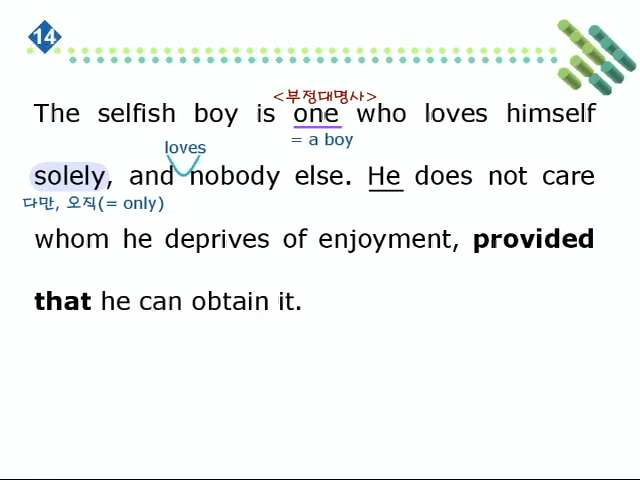 14
<부정대명사>
The selfish boy is one who loves himself
loves
= a boy
solely, and nobody else. He does not care
다만, 오직(= only)
whom he deprives of enjoyment, provided
that he can obtain it.